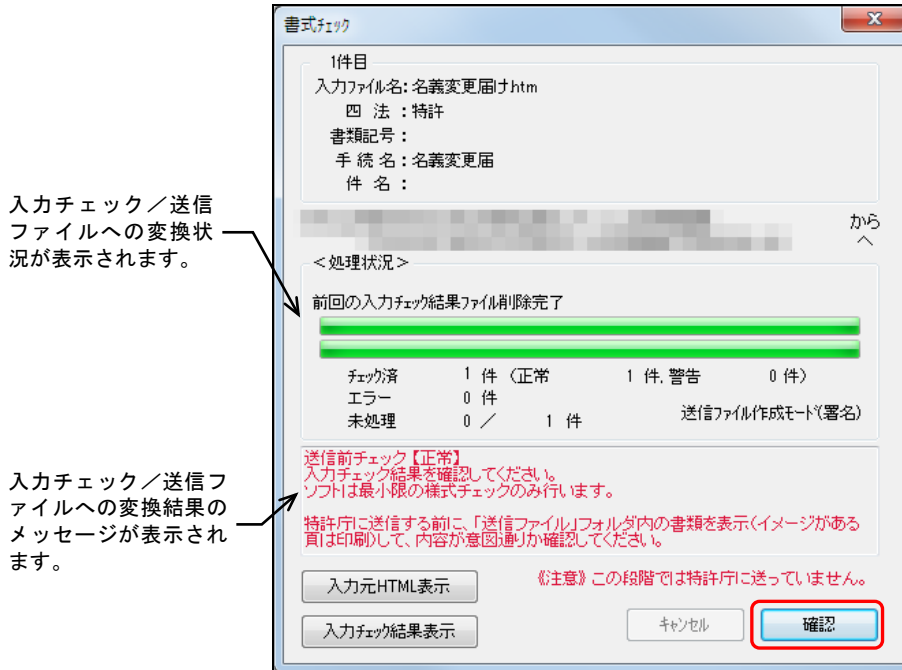 書式ﾁｪｯｸ
1件目
入力ﾌｧｲﾙ名：名義変更届けhtm
四 法 ：特許
書類記号：
手 続 名：名義変更届
件 名 ：
から
へ
＜処理状況＞
前回の入力ﾁｪｯｸ結果ﾌｧｲﾙ削除完了
ﾁｪｯｸ済 1 件 （正常 1 件, 警告 0 件）
エラー 0 件
未処理 0 ／ 1 件 送信ﾌｧｲﾙ作成ﾓｰﾄﾞ(署名)
送信前チェック【正常】
入力チェック結果を確認してください。
ソフトは最小限の様式チェックのみ行います。
特許庁に送信する前に、「送信ファイル」フォルダ内の書類を表示（イメージがある
頁は印刷）して、内容が意図通りか確認してください。
入力元HTML表示
《注意》この段階では特許庁に送っていません。
入力ﾁｪｯｸ結果表示
ｷｬﾝｾﾙ
確認
入力チェック／送信
ファイルへの変換状
況が表示されます。
入力チェック／送信フ
ァイルへの変換結果の
メッセージが表示され
ます。